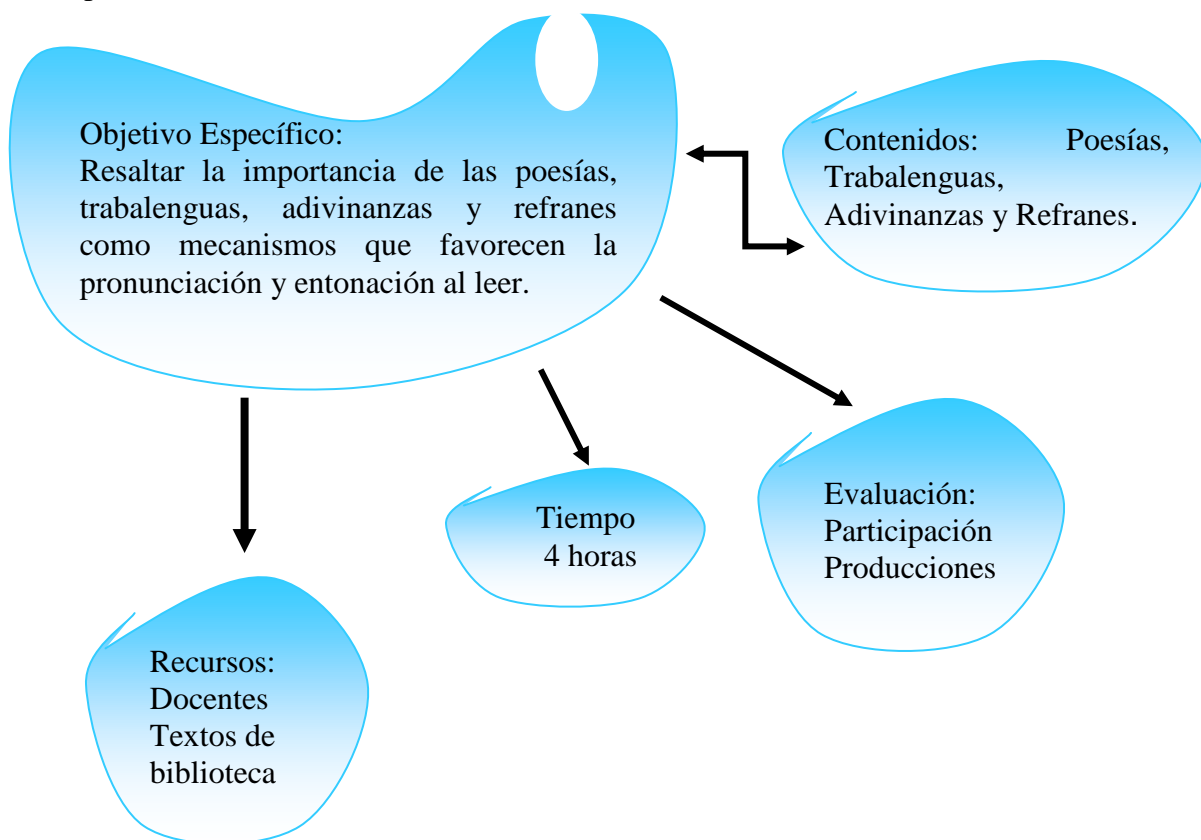 Objetivo Específico:
Resaltar la importancia de las poesías,
trabalenguas, adivinanzas y refranes
como mecanismos que favorecen la
pronunciación y entonación al leer.
Contenidos: Poesías,
Trabalenguas,
Adivinanzas y Refranes.
Tiempo
4 horas
Evaluación:
Participación
Producciones
Recursos:
Docentes
Textos de
biblioteca